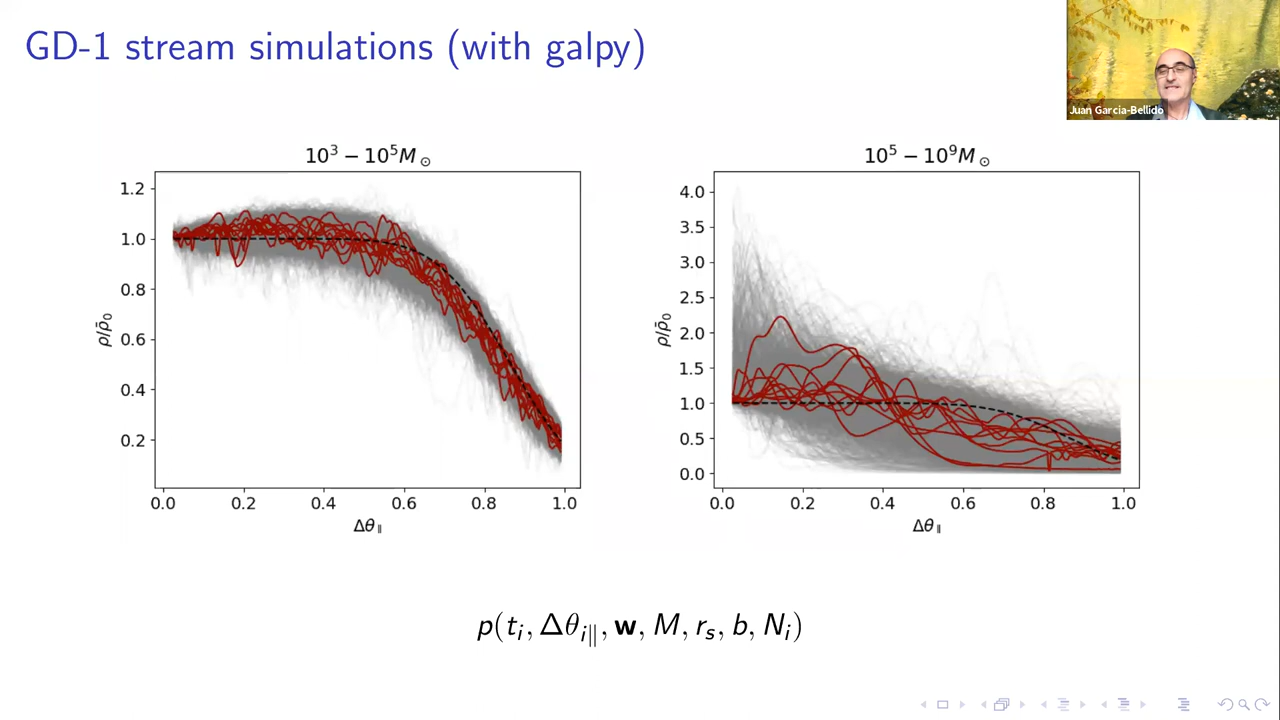 GD-1 stream simulations (with galpy)
Juan Garcia-Bellido
10³ − 10⁵M⊙
1.2
1.0
0.8
0.6
0.4
0.2
ρ/ρ̄₀
0.0 0.2 0.4 0.6 0.8 1.0
Δθ∥
10⁵ − 10⁹M⊙
4.0
3.5
3.0
2.5
2.0
1.5
1.0
0.5
0.0
ρ/ρ̄₀
0.0 0.2 0.4 0.6 0.8 1.0
Δθ∥
p(tᵢ, Δθᵢ∥, w, M, rₛ, b, Nᵢ)